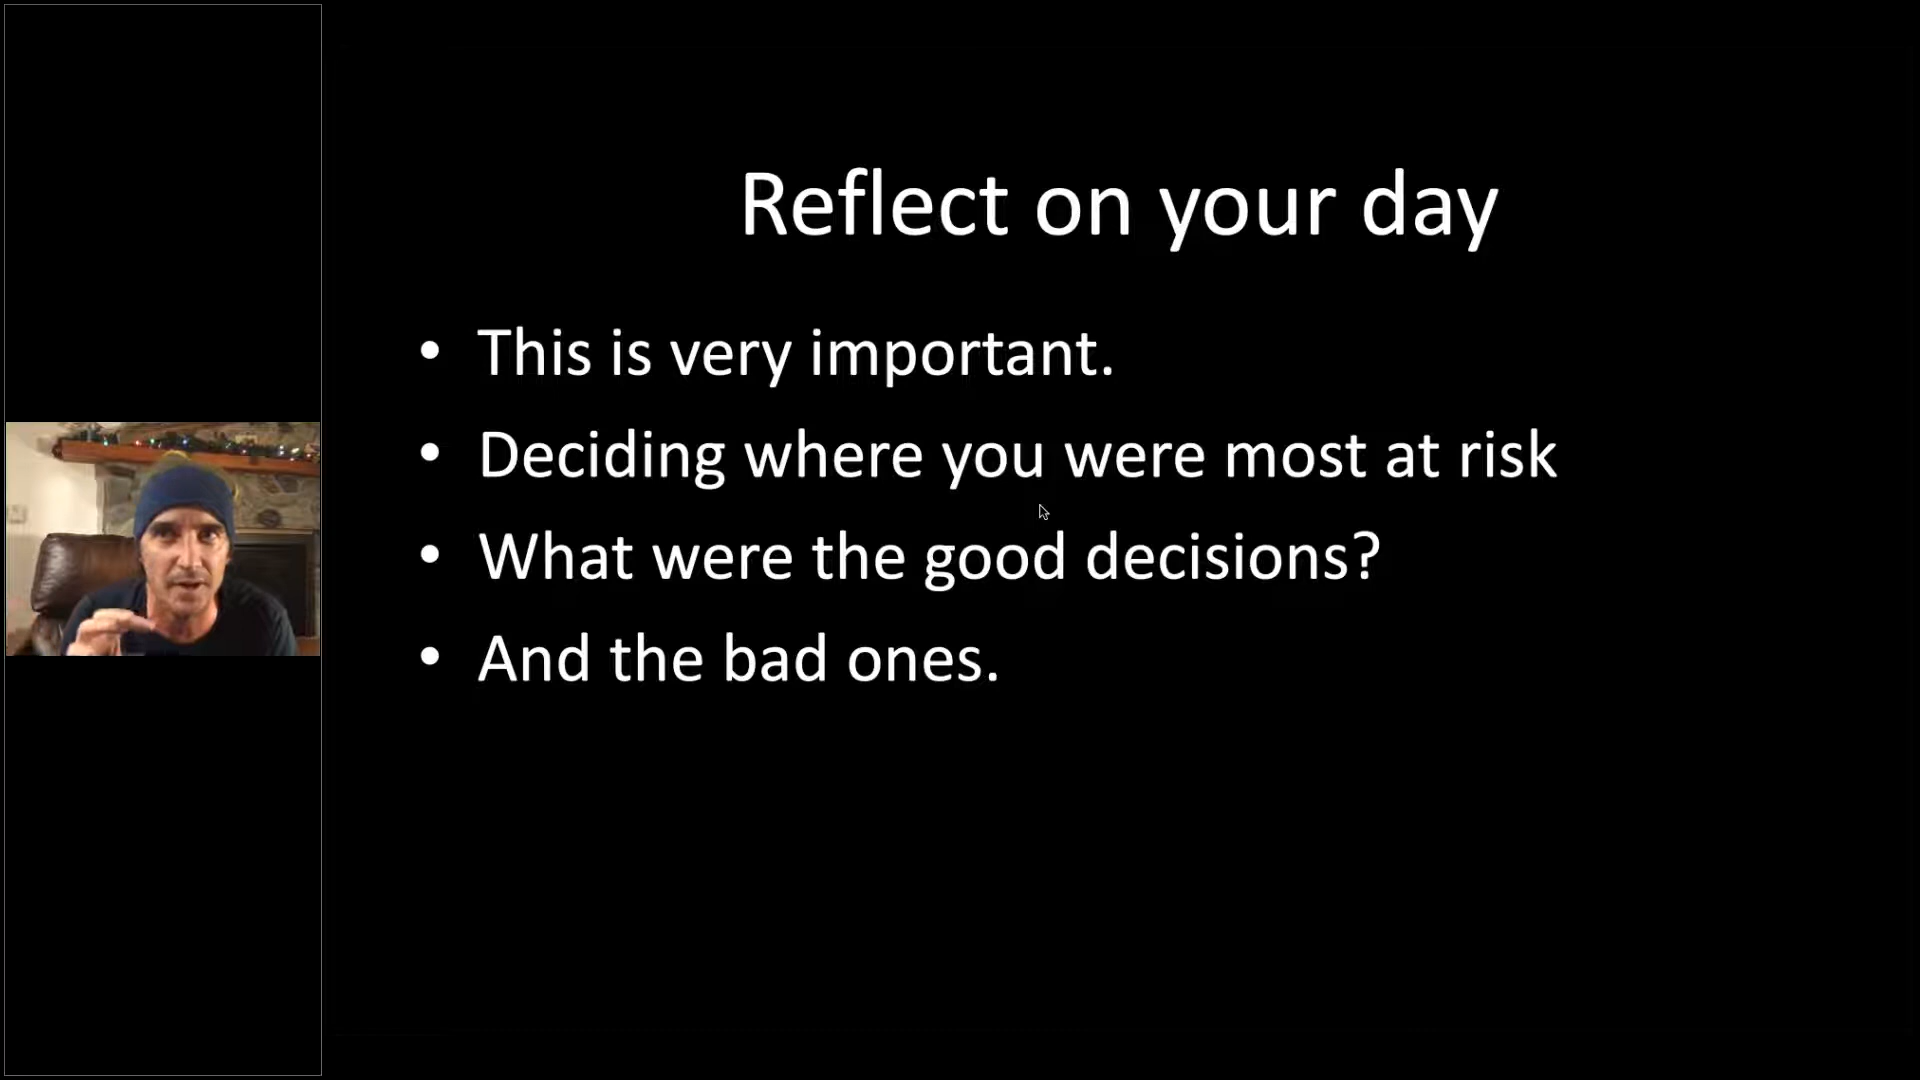 Reflect on your day
• This is very important.
• Deciding where you were most at risk
• What were the good decisions?
• And the bad ones.